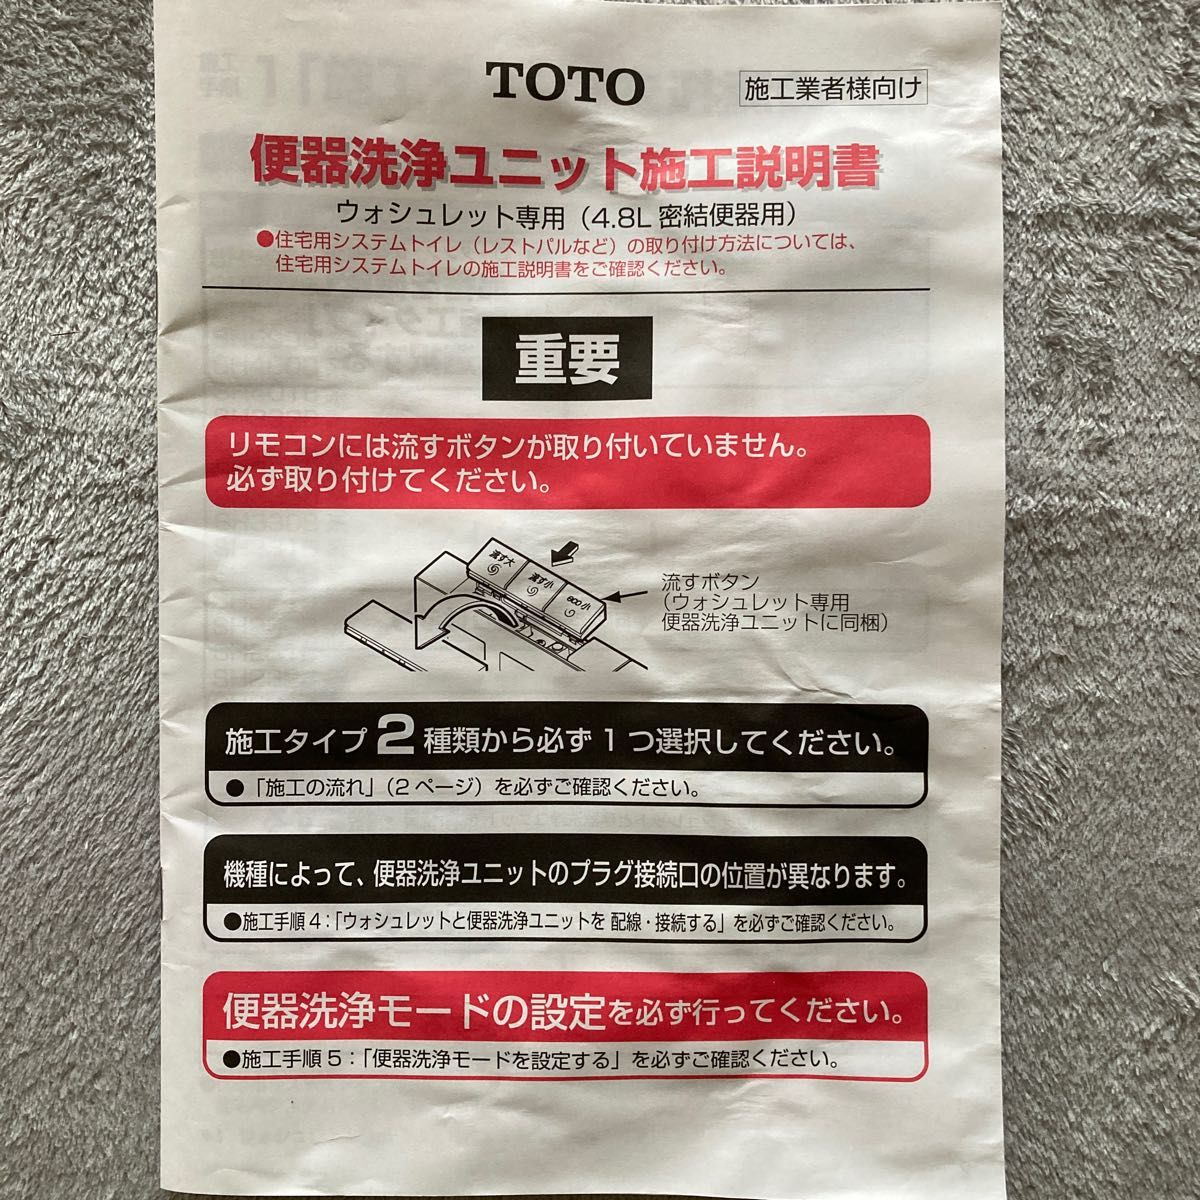 TOTO
施工業者様向け
便器洗浄ユニット施工説明書
ウォシュレット専用（4.8L 密結便器用）
●住宅用システムトイレ（レストパルなど）の取り付け方法については、
住宅用システムトイレの施工説明書をご確認ください。
重要
リモコンには流すボタンが取り付いていません。
必ず取り付けてください。
流す大
流す小
eco小
流すボタン
（ウォシュレット専用
便器洗浄ユニットに同梱）
施工タイプ2種類から必ず1つ選択してください。
●「施工の流れ」（2ページ）を必ずご確認ください。
機種によって、便器洗浄ユニットのプラグ接続口の位置が異なります。
●施工手順4：「ウォシュレットと便器洗浄ユニットを 配線・接続する」を必ずご確認ください。
便器洗浄モードの設定を必ず行ってください。
●施工手順5：「便器洗浄モードを設定する」を必ずご確認ください。